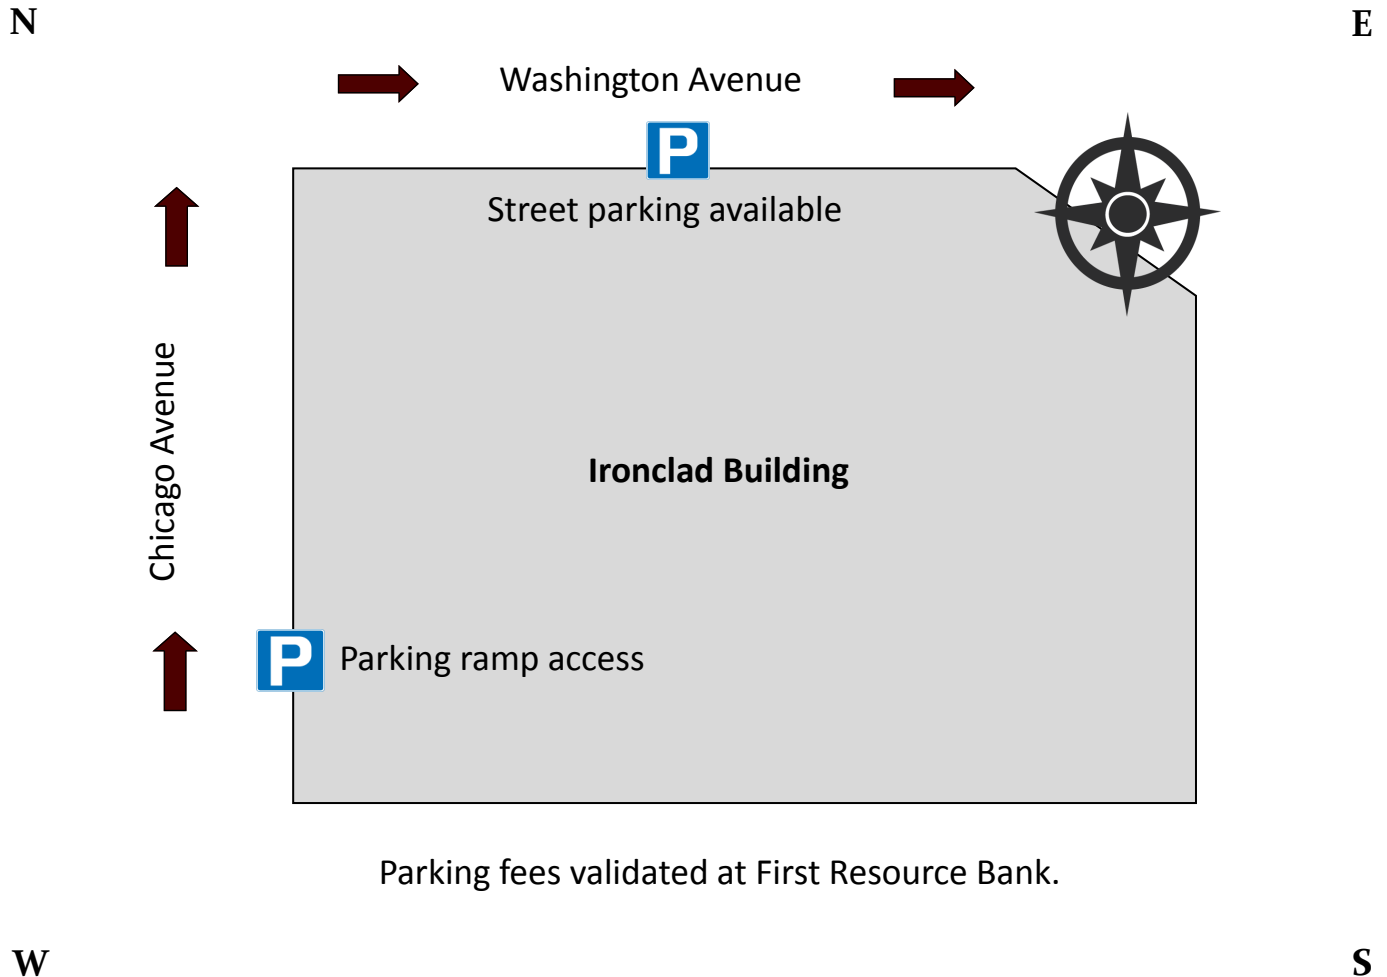 N
E
Washington Avenue
P
Street parking available
Chicago Avenue
Ironclad Building
P
Parking ramp access
Parking fees validated at First Resource Bank.
W
S